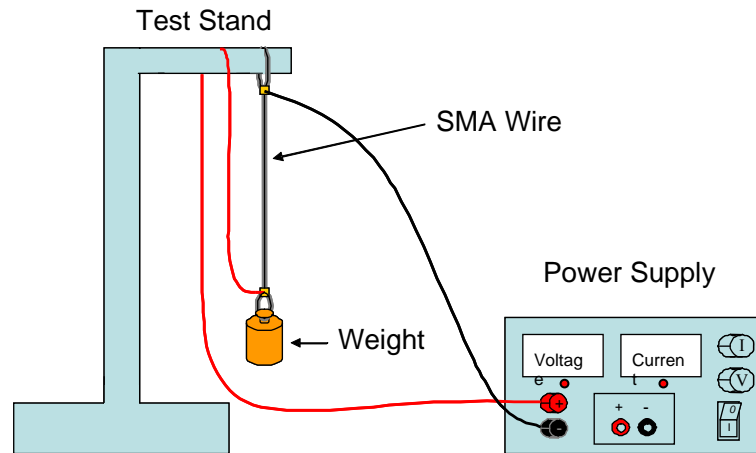 Test Stand
SMA Wire
Power Supply
Weight
Voltag
e
Curren
t
I
V
+
-
+ -
0
I